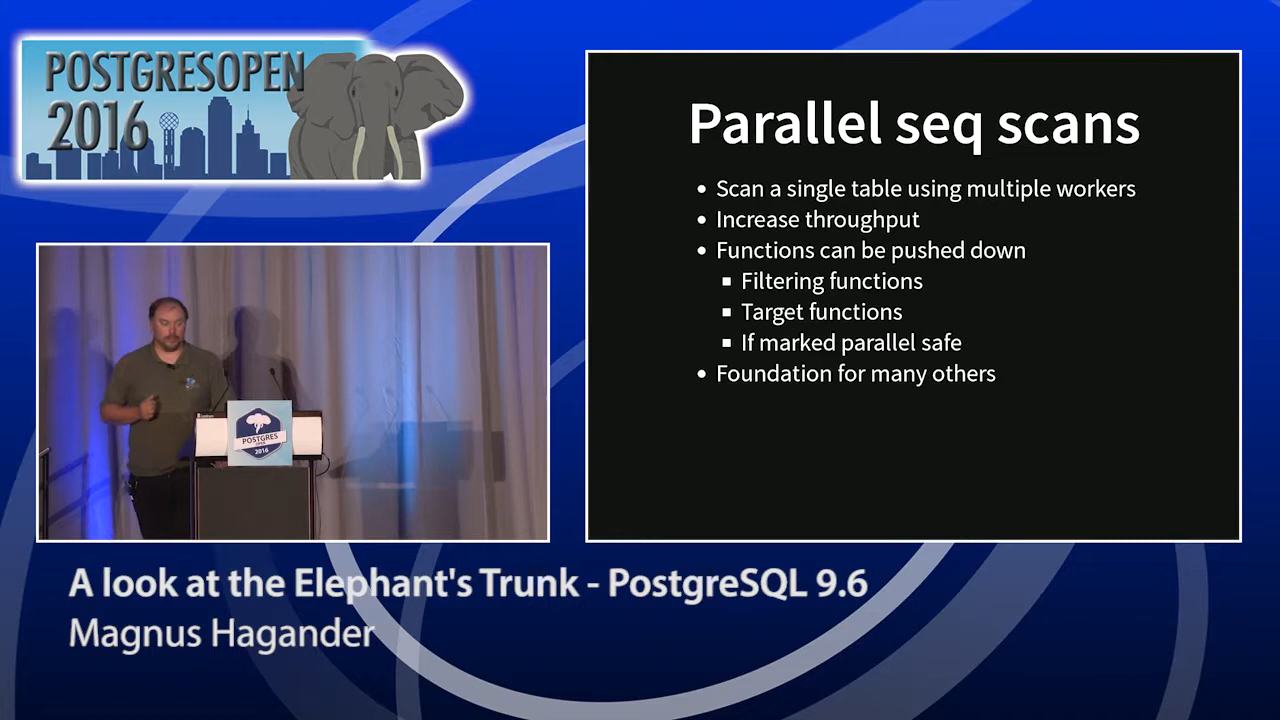 POSTGRESOPEN
2016
Parallel seq scans
• Scan a single table using multiple workers
• Increase throughput
• Functions can be pushed down
▪ Filtering functions
▪ Target functions
▪ If marked parallel safe
• Foundation for many others
POSTGRES
OPEN
2016
A look at the Elephant's Trunk - PostgreSQL 9.6
Magnus Hagander